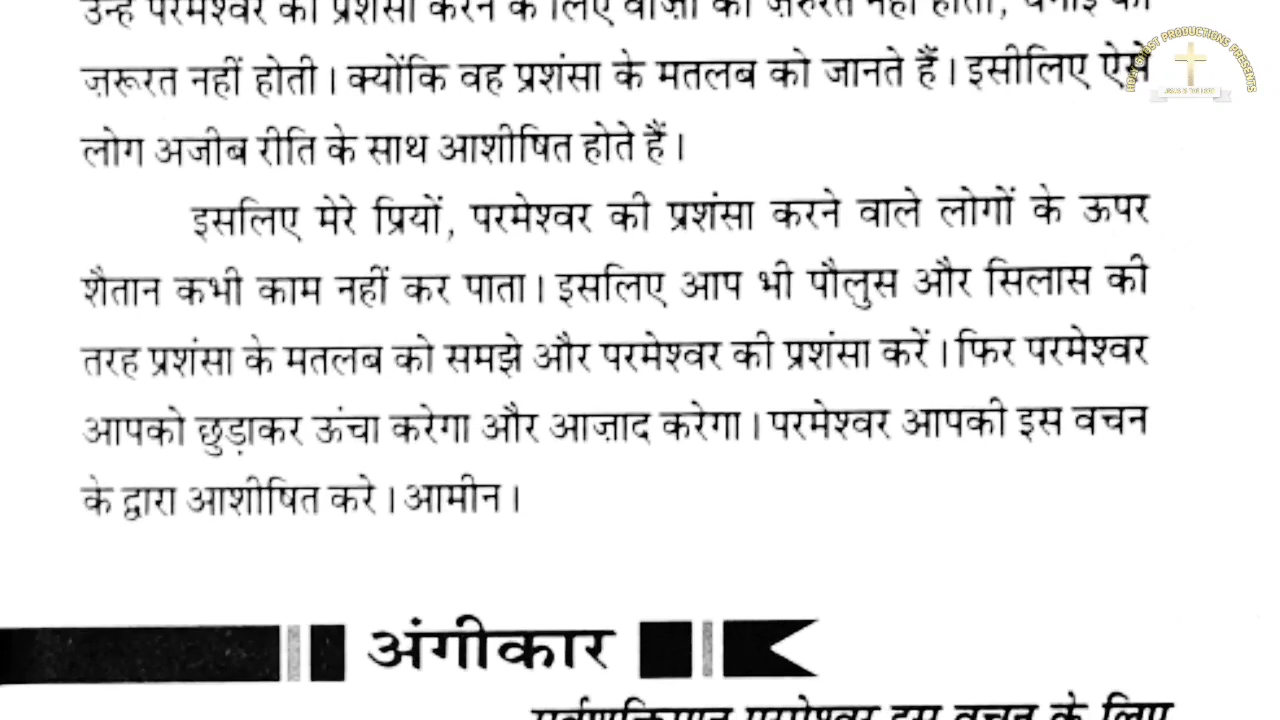 उन्हें परमेश्वर की प्रशंसा करने के लिए बाजों की ज़रुरत नहीं होती,
ज़रूरत नहीं होती। क्योंकि वह प्रशंसा के मतलब को जानते हैं। इसीलिए ऐसे
लोग अजीब रीति के साथ आशीषित होते हैं।
इसलिए मेरे प्रियों, परमेश्वर की प्रशंसा करने वाले लोगों के ऊपर
शैतान कभी काम नहीं कर पाता। इसलिए आप भी पौलुस और सिलास की
तरह प्रशंसा के मतलब को समझे और परमेश्वर की प्रशंसा करें। फिर परमेश्वर
आपको छुड़ाकर ऊंचा करेगा और आज़ाद करेगा। परमेश्वर आपकी इस वचन
के द्वारा आशीषित करे। आमीन।
अंगीकार
सर्वशक्तिमान परमेश्वर इस वचन के लिए
PRODUCTIONS PRESENTS